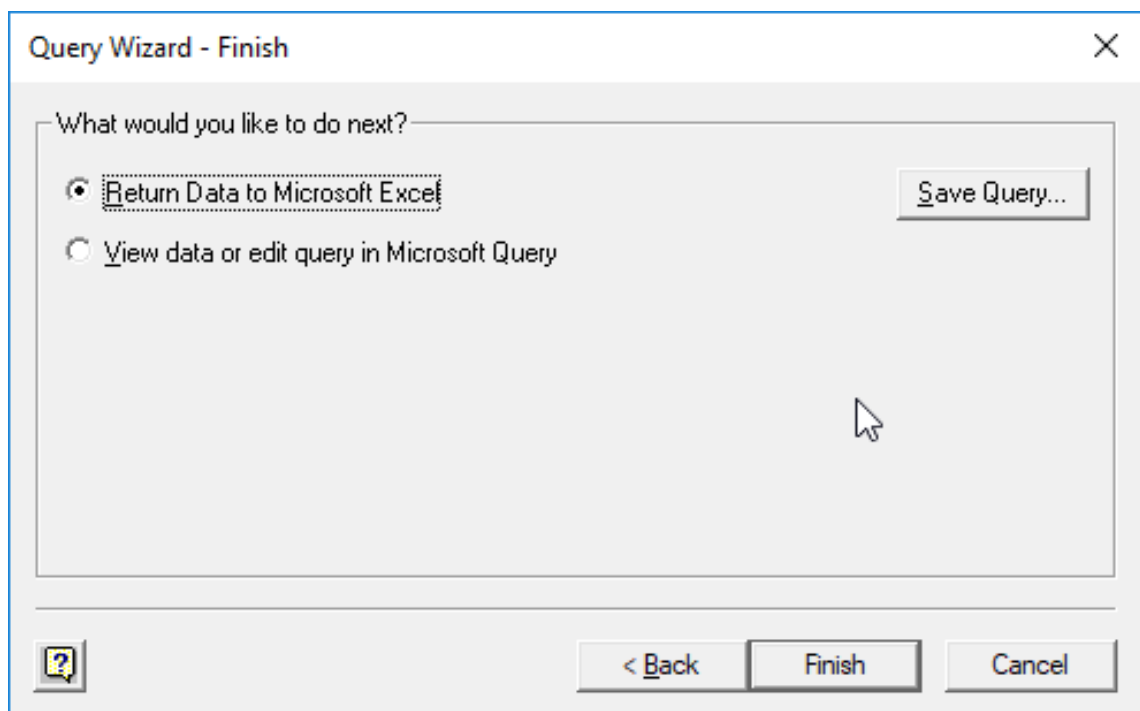 Query Wizard - Finish
What would you like to do next?
Return Data to Microsoft Excel
Save Query...
View data or edit query in Microsoft Query
?
< Back
Finish
Cancel